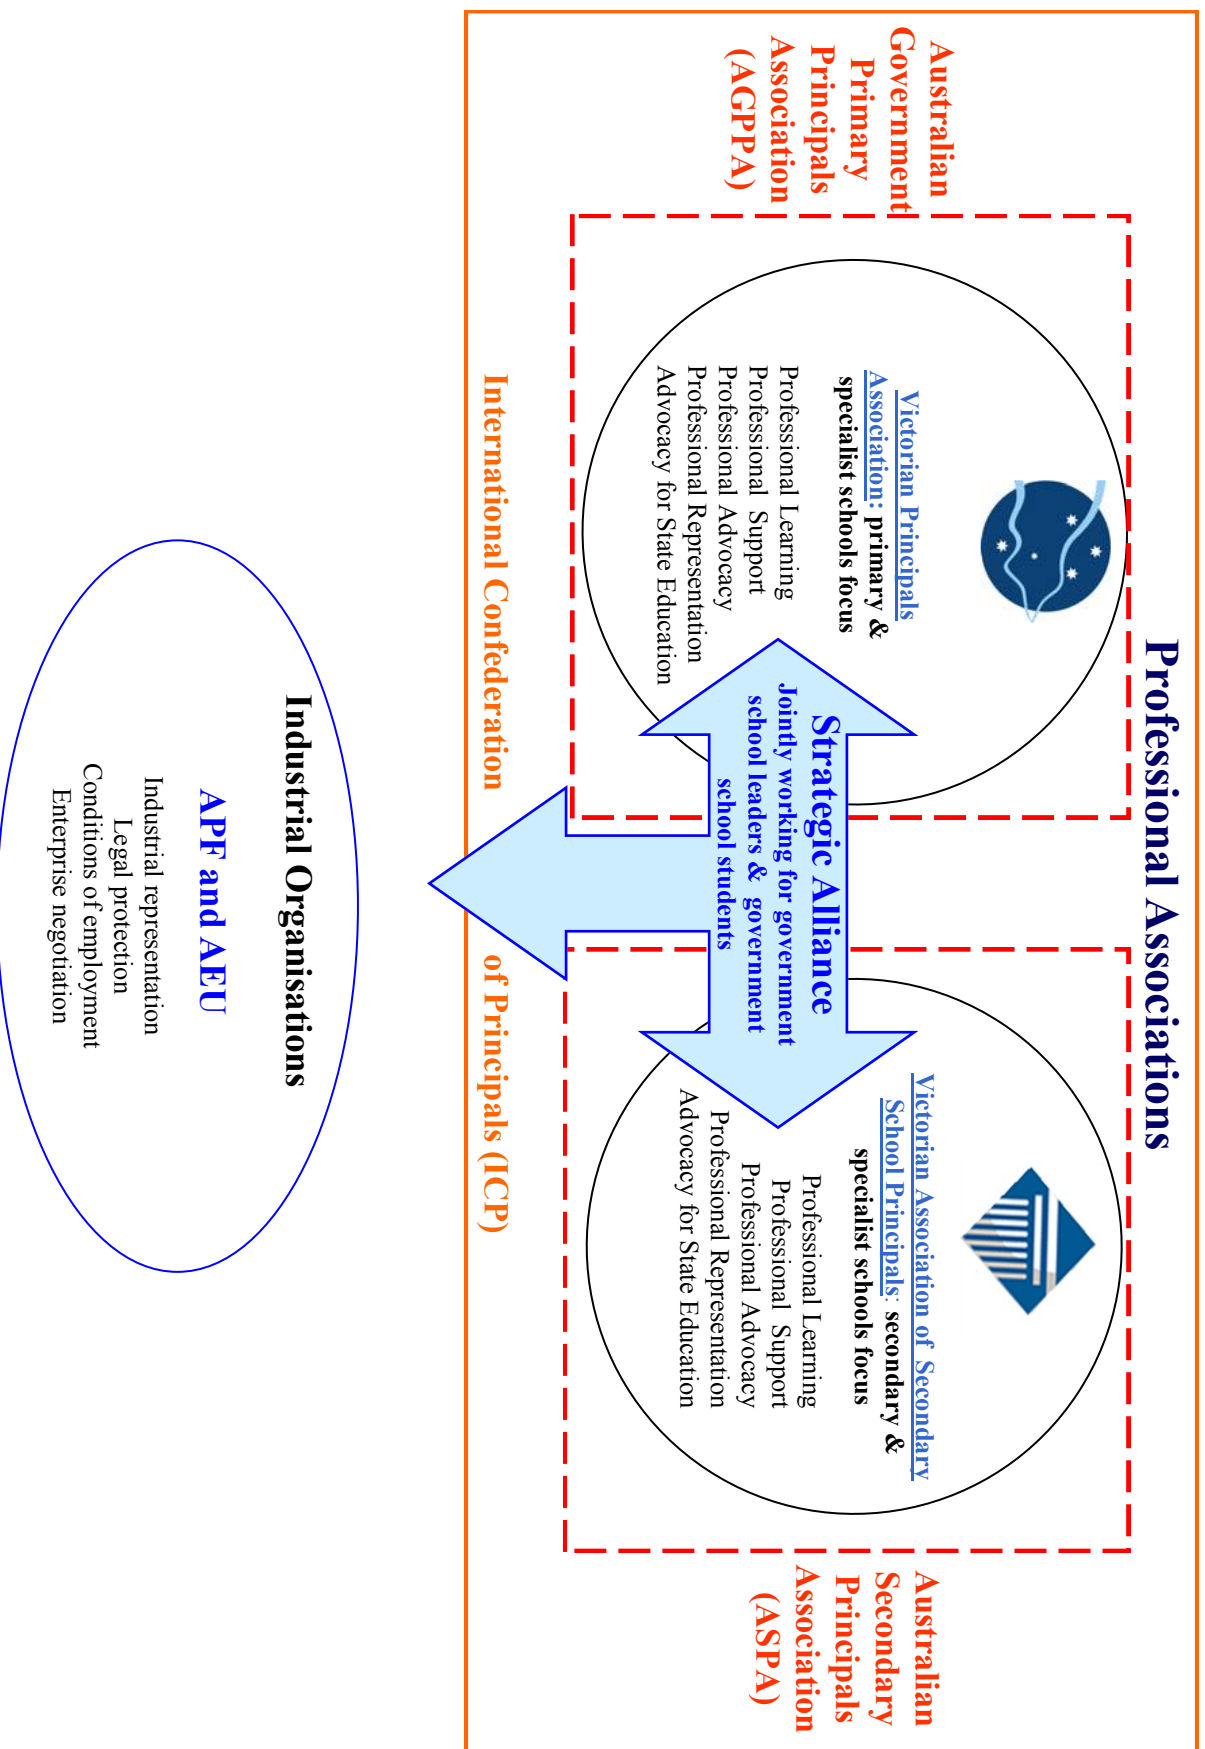 Professional Associations
Australian
Government
Primary
Principals
Association
(AGPPA)
Victorian Principals
Association: primary &
specialist schools focus
Professional Learning
Professional Support
Professional Advocacy
Professional Representation
Advocacy for State Education
Strategic Alliance
Jointly working for government
school leaders & government
school students
Victorian Association of Secondary
School Principals: secondary &
specialist schools focus
Professional Learning
Professional Support
Professional Advocacy
Professional Representation
Advocacy for State Education
Australian
Secondary
Principals
Association
(ASPA)
International Confederation of Principals (ICP)
Industrial Organisations
APF and AEU
Industrial representation
Legal protection
Conditions of employment
Enterprise negotiation